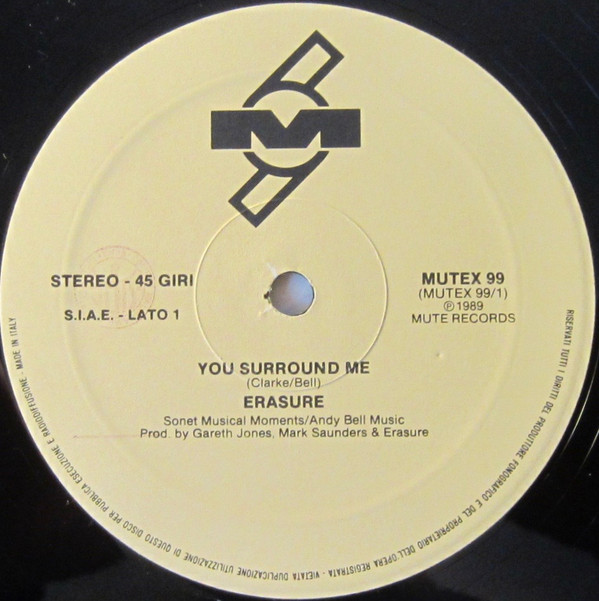 M
STEREO - 45 GIRI
S.I.A.E. - LATO 1
MUTEX 99
(MUTEX 99/1)
℗ 1989
MUTE RECORDS
YOU SURROUND ME
(Clarke/Bell)
ERASURE
Sonet Musical Moments/Andy Bell Music
Prod. by Gareth Jones, Mark Saunders & Erasure
RISERVATI TUTTI I DIRITTI DEL PRODUTTORE FONOGRAFICO E DEL PROPRIETARIO DELL'OPERA REGISTRATA - VIETATA DUPLICAZIONE UTILIZZAZIONE DI QUESTO DISCO PER PUBBLICA ESECUZIONE E RADIODIFFUSIONE - MADE IN ITALY